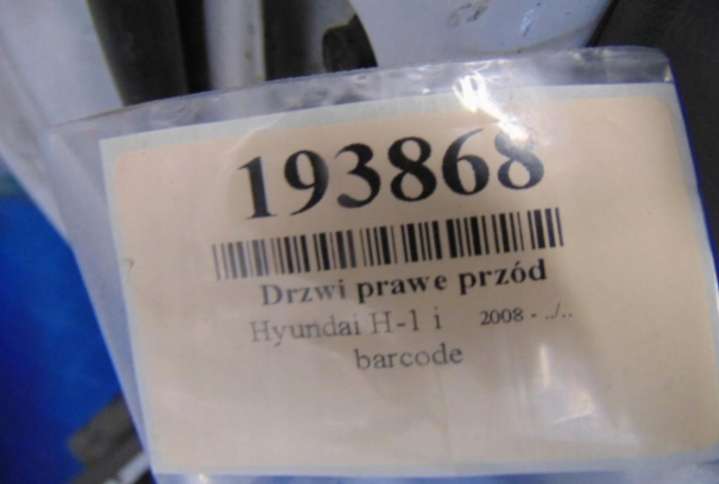 193868
Drzwi prawe przód
Hyundai H-1 i 2008 - ../..
barcode